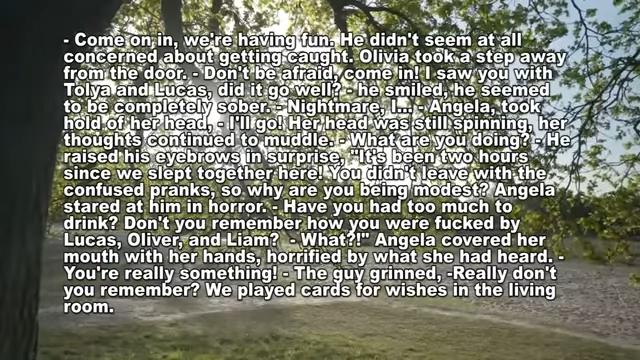 - Come on in, we're having fun. He didn't seem at all
concerned about getting caught. Olivia took a step away
from the door. - Don't be afraid, come in! I saw you with
Tolya and Lucas, did it go well? - he smiled, he seemed
to be completely sober. - Nightmare, I... - Angela, took
hold of her head, - I'll go! Her head was still spinning, her
thoughts continued to muddle. - What are you doing? - He
raised his eyebrows in surprise, "It's been two hours
since we slept together here! You didn't leave with the
confused pranks, so why are you being modest? Angela
stared at him in horror. - Have you had too much to
drink? Don't you remember how you were fucked by
Lucas, Oliver, and Liam?  - What?!" Angela covered her
mouth with her hands, horrified by what she had heard. -
You're really something! - The guy grinned, -Really don't
you remember? We played cards for wishes in the living
room.